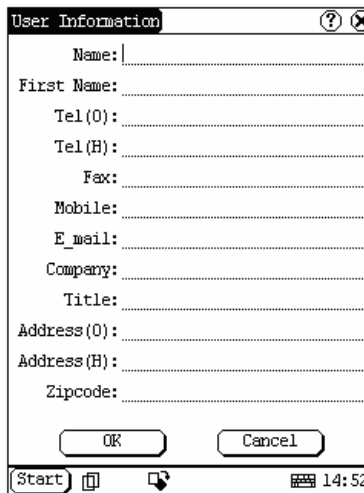 User Information ?
Name:
First Name:
Tel(O):
Tel(H):
Fax:
Mobile:
E_mail:
Company:
Title:
Address(O):
Address(H):
Zipcode:
OK Cancel
Start 14:52